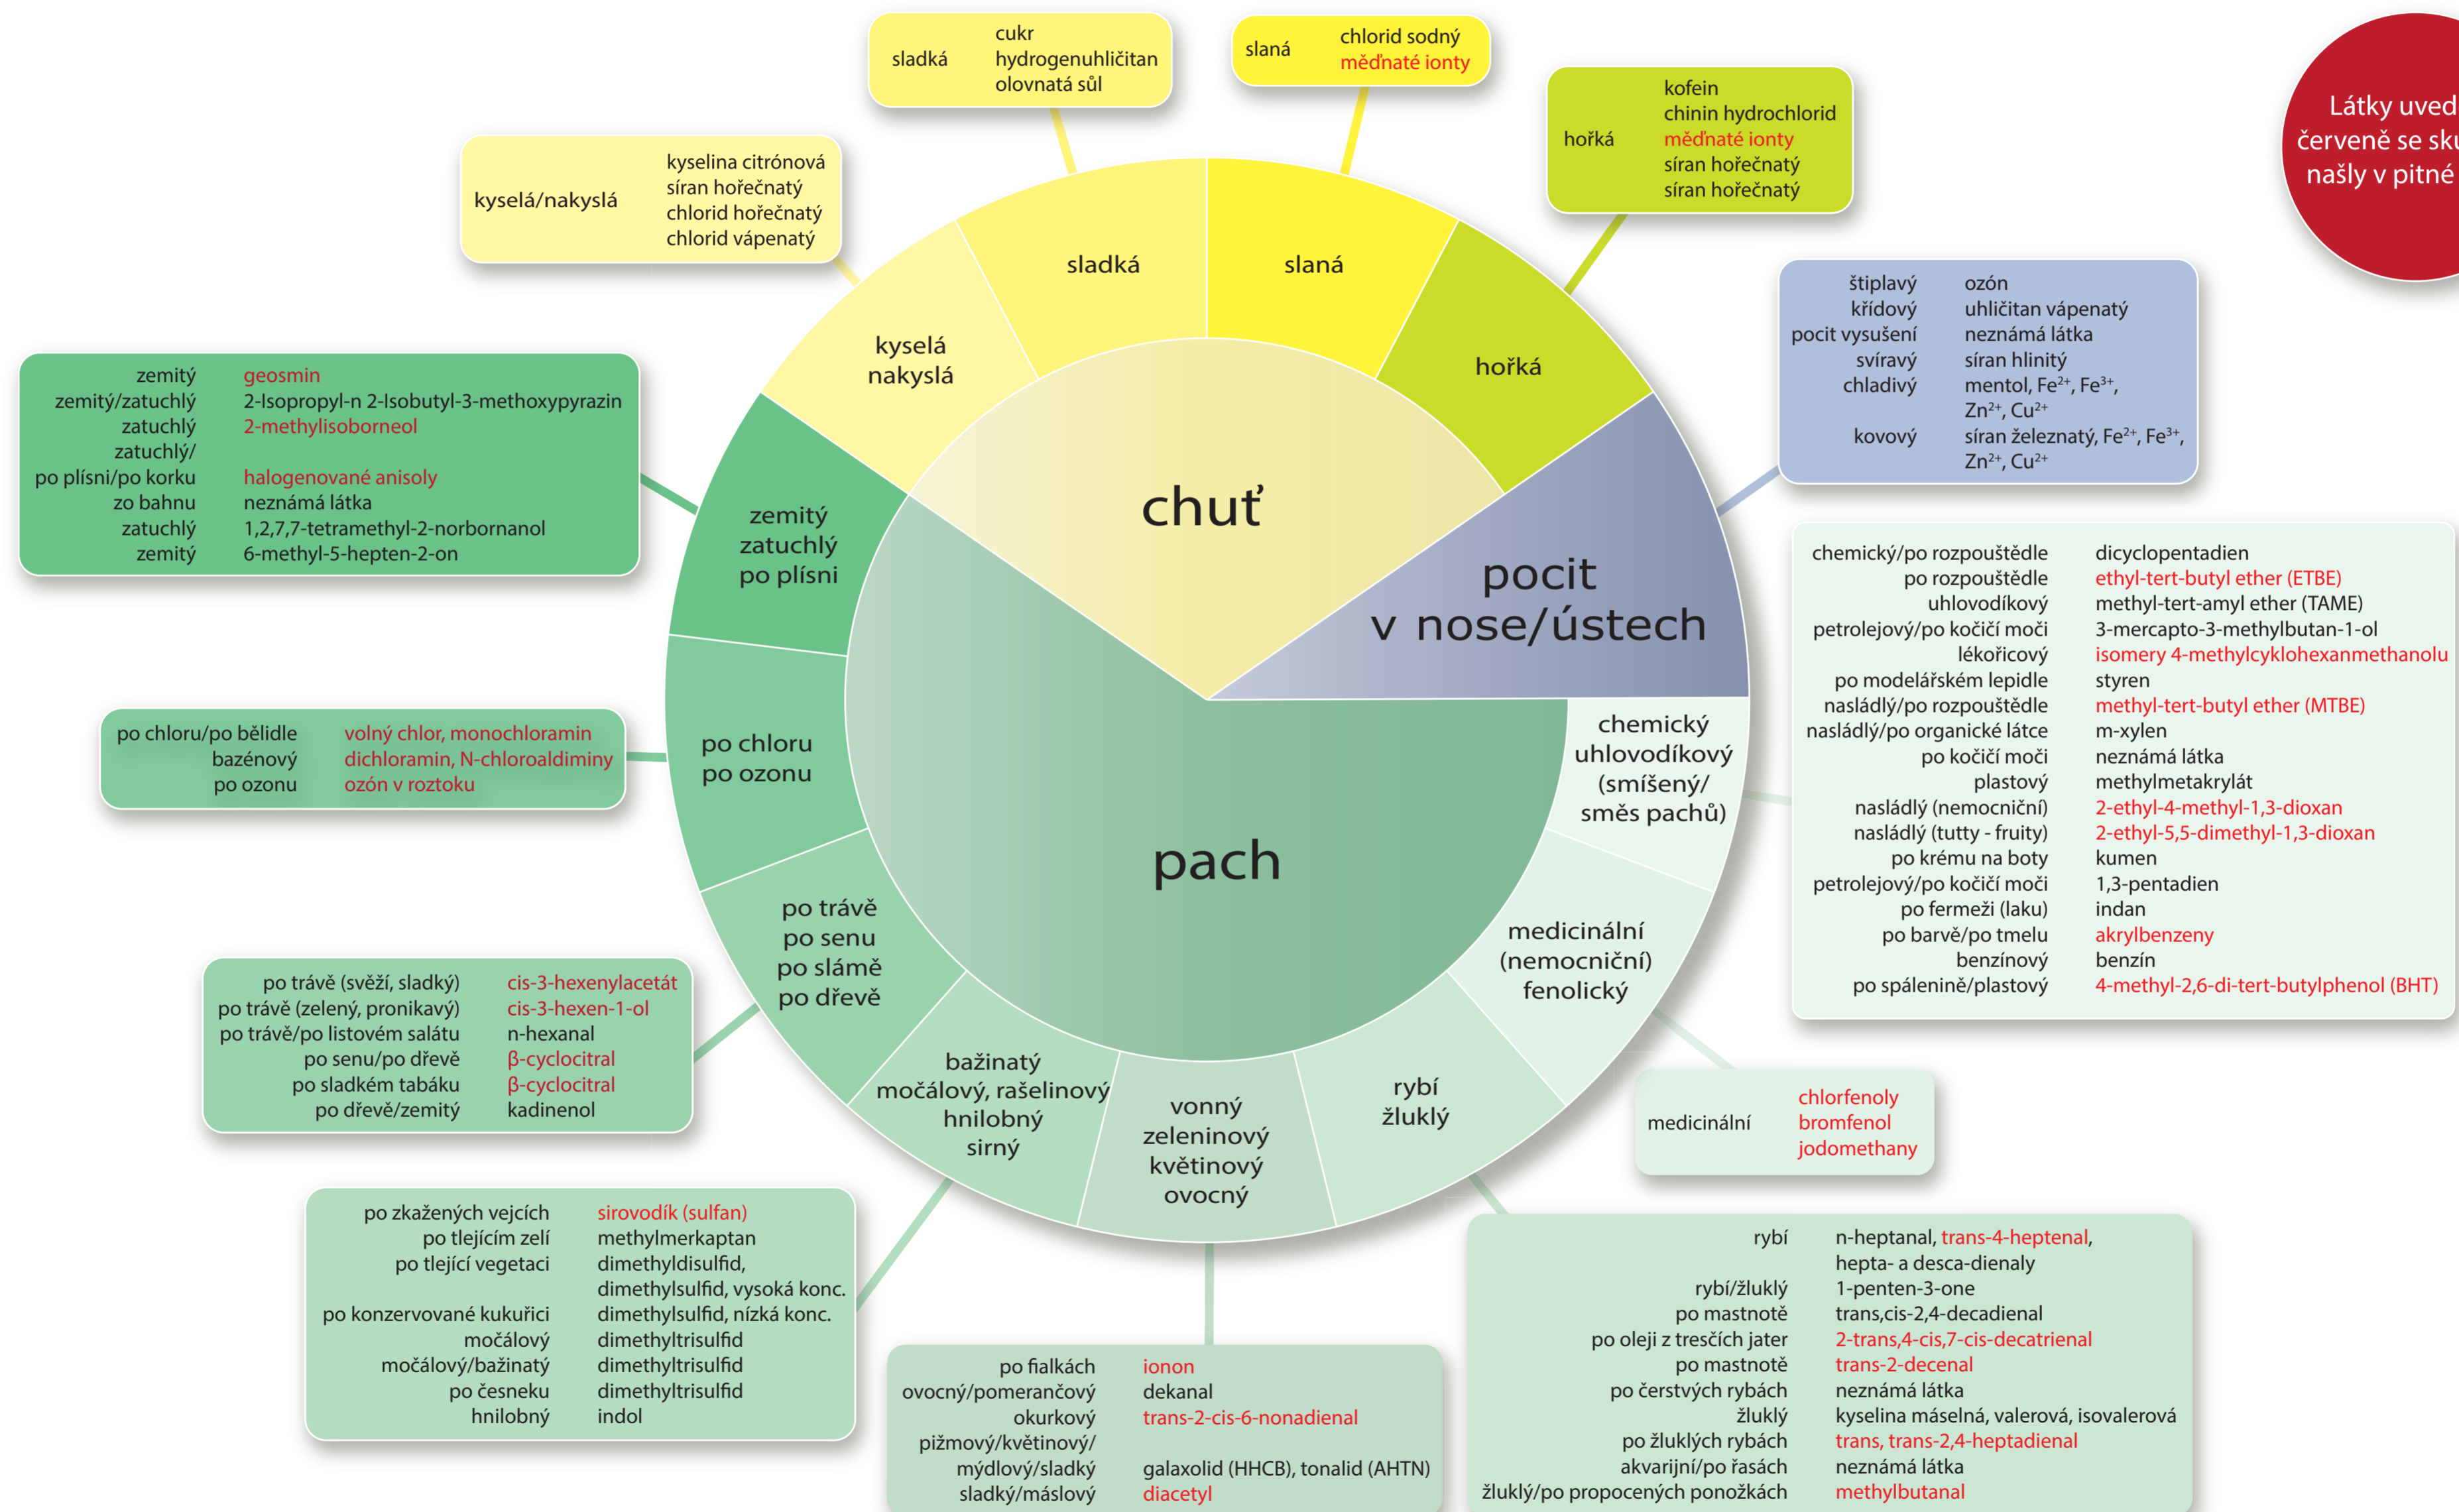 cukr
sladká hydrogenuhličitan
olovnatá sůl
chlorid sodný
slaná
měďnaté ionty
kofein
chinin hydrochlorid
hořká měďnaté ionty
síran hořečnatý
síran hořečnatý
Látky
červeně se
našly v pitné
kyselina citrónová
síran hořečnatý
kyselá/nakyslá
chlorid hořečnatý
chlorid vápenatý
sladká
slaná
kyselá
nakyslá
hořká
štiplavý ozón
křídový uhličitan vápenatý
pocit vysušení neznámá látka
svíravý síran hlinitý
chladivý mentol, Fe²⁺, Fe³⁺,
Zn²⁺, Cu²⁺
kovový síran železnatý, Fe²⁺, Fe³⁺,
Zn²⁺, Cu²⁺
zemitý geosmin
zemitý/zatuchlý 2-Isopropyl-n 2-Isobutyl-3-methoxypyrazin
zatuchlý 2-methylisoborneol
zatuchlý/
po plísni/po korku halogenované anisoly
zo bahnu neznámá látka
zatuchlý 1,2,7,7-tetramethyl-2-norbornanol
zemitý 6-methyl-5-hepten-2-on
chuť
pocit
v nose/ústech
zemitý
zatuchlý
po plísni
chemický/po rozpouštědle dicyclopentadien
po rozpouštědle ethyl-tert-butyl ether (ETBE)
uhlovodíkový methyl-tert-amyl ether (TAME)
petrolejový/po kočičí moči 3-mercapto-3-methylbutan-1-ol
lékořicový isomery 4-methylcyklohexanmethanolu
po modelářském lepidle styren
nasládlý/po rozpouštědle methyl-tert-butyl ether (MTBE)
nasládlý/po organické látce m-xylen
po kočičí moči neznámá látka
plastový methylmetakrylát
nasládlý (nemocniční) 2-ethyl-4-methyl-1,3-dioxan
nasládlý (tutty - fruity) 2-ethyl-5,5-dimethyl-1,3-dioxan
po krému na boty kumen
petrolejový/po kočičí moči 1,3-pentadien
po fermeži (laku) indan
po barvě/po tmelu akrylbenzeny
benzínový benzín
po spálenině/plastový 4-methyl-2,6-di-tert-butylphenol (BHT)
po chloru/po bělidle volný chlor, monochloramin
bazénový dichloramin, N-chloroaldiminy
po ozonu ozón v roztoku
po chloru
po ozonu
chemický
uhlovodíkový
(smíšený/
směs pachů)
pach
po trávě
po senu
po slámě
po dřevě
medicinální
(nemocniční)
fenolický
po trávě (svěží, sladký) cis-3-hexenylacetát
po trávě (zelený, pronikavý) cis-3-hexen-1-ol
po trávě/po listovém salátu n-hexanal
po senu/po dřevě β-cyclocitral
po sladkém tabáku β-cyclocitral
po dřevě/zemitý kadinenol
bažinatý
močálový, rašelinový
hnilobný
sirný
vonný
zeleninový
květinový
ovocný
rybí
žluklý
chlorfenoly
medicinální bromfenol
jodomethany
po zkažených vejcích sirovodík (sulfan)
po tlejícím zelí methylmerkaptan
po tlející vegetaci dimethyldisulfid,
dimethylsulfid, vysoká konc.
po konzervované kukuřici dimethylsulfid, nízká konc.
močálový dimethyltrisulfid
močálový/bažinatý dimethyltrisulfid
po česneku dimethyltrisulfid
hnilobný indol
po fialkách ionon
ovocný/pomerančový dekanal
okurkový trans-2-cis-6-nonadienal
pižmový/květinový/
mýdlový/sladký galaxolid (HHCB), tonalid (AHTN)
sladký/máslový diacetyl
rybí n-heptanal, trans-4-heptenal,
hepta- a desca-dienaly
rybí/žluklý 1-penten-3-one
po mastnotě trans,cis-2,4-decadienal
po oleji z tresčích jater 2-trans,4-cis,7-cis-decatrienal
po mastnotě trans-2-decenal
po čerstvých rybách neznámá látka
žluklý kyselina máselná, valerová, isovalerová
po žluklých rybách trans, trans-2,4-heptadienal
akvarijní/po řasách neznámá látka
žluklý/po propocených ponožkách methylbutanal